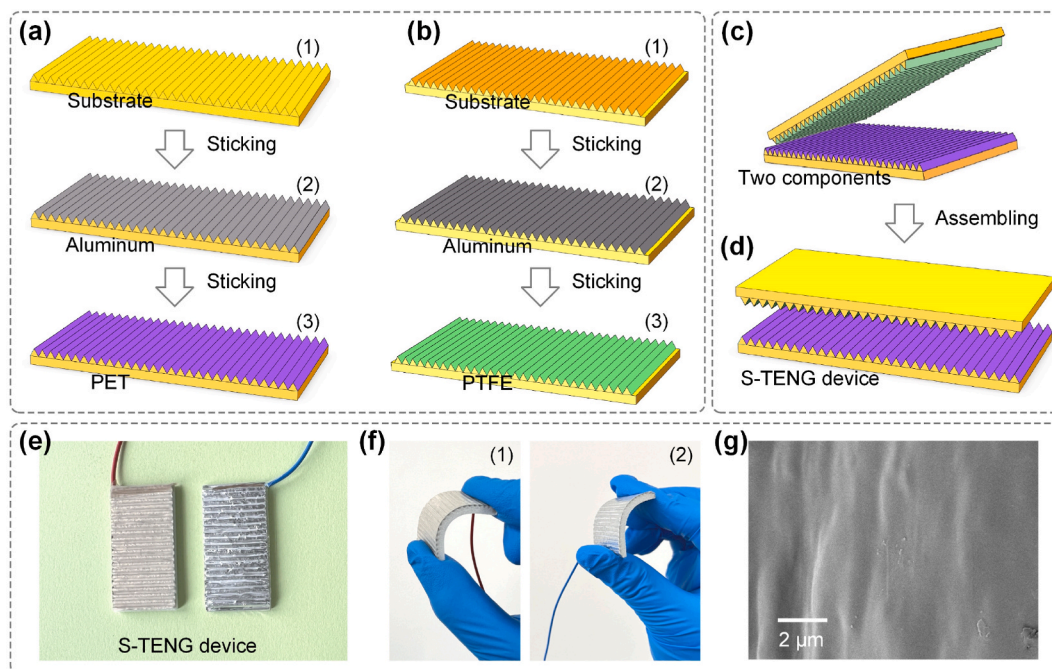 (a)
(1)
Substrate
Sticking
(2)
Aluminum
Sticking
(3)
PET
(b)
(1)
Substrate
Sticking
(2)
Aluminum
Sticking
(3)
PTFE
(c)
Two components
Assembling
(d)
S-TENG device
(e)
S-TENG device
(f)
(1)
(2)
(g)
2 μm